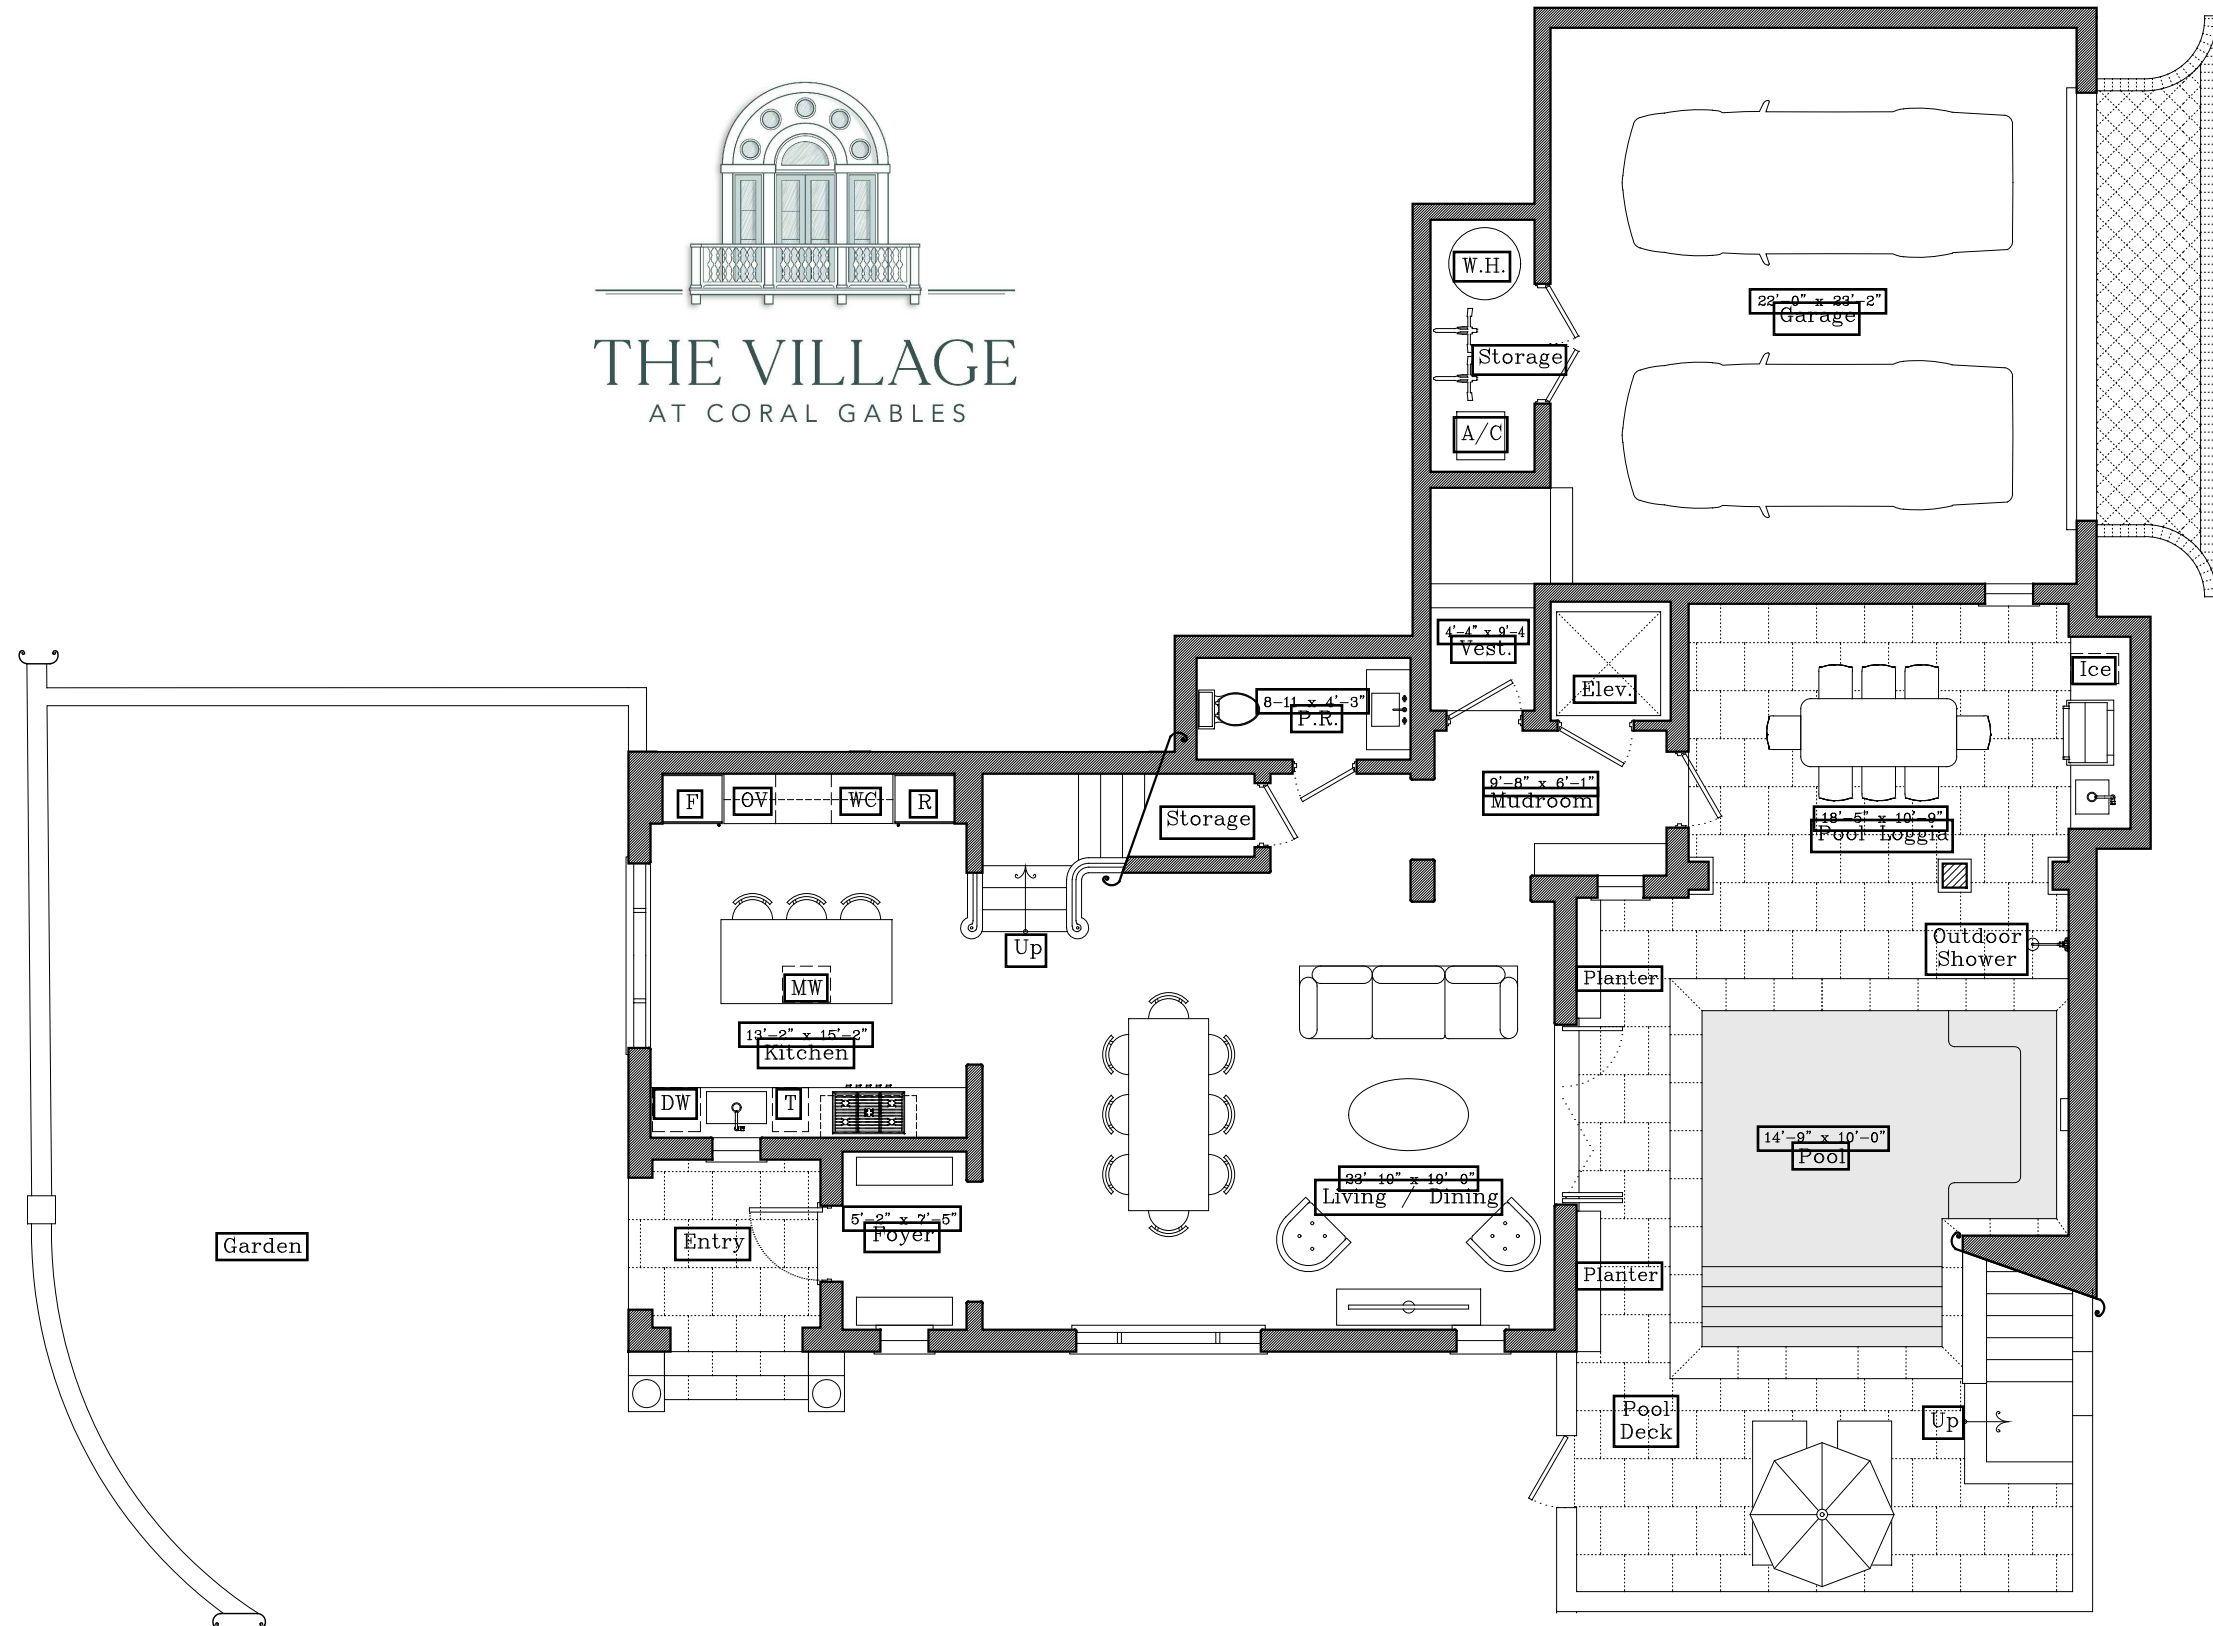 THE VILLAGE
AT CORAL GABLES
W.H.
22'-0" x 23'-2"
Garage
Storage
A/C
4'-4" x 9'-4
Vest.
Elev.
Ice
8-11 x 4'-3"
P.R.
9'-8" x 6'-1"
Mudroom
F
OV
WC
R
Storage
18'-5" x 10'-9"
Pool Loggia
Up
Outdoor
Shower
MW
Planter
13'-2" x 15'-2"
Kitchen
DW
T
14'-9" x 10'-0"
Pool
23'-10" x 19'-0"
Living / Dining
5'-2" x 7'-5"
Foyer
Entry
Garden
Planter
Pool
Deck
Up